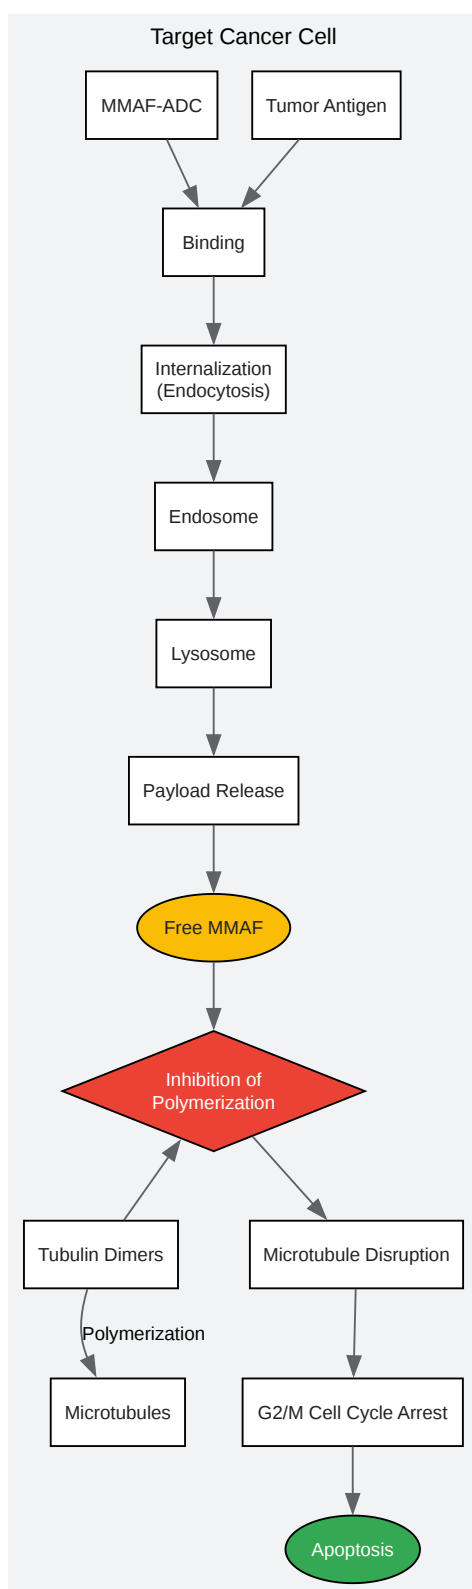 Target Cancer Cell
MMAF-ADC
Tumor Antigen
Binding
Internalization
(Endocytosis)
Endosome
Lysosome
Payload Release
Free MMAF
Inhibition of
Polymerization
Tubulin Dimers
Microtubule Disruption
Polymerization
Microtubules
G2/M Cell Cycle Arrest
Apoptosis